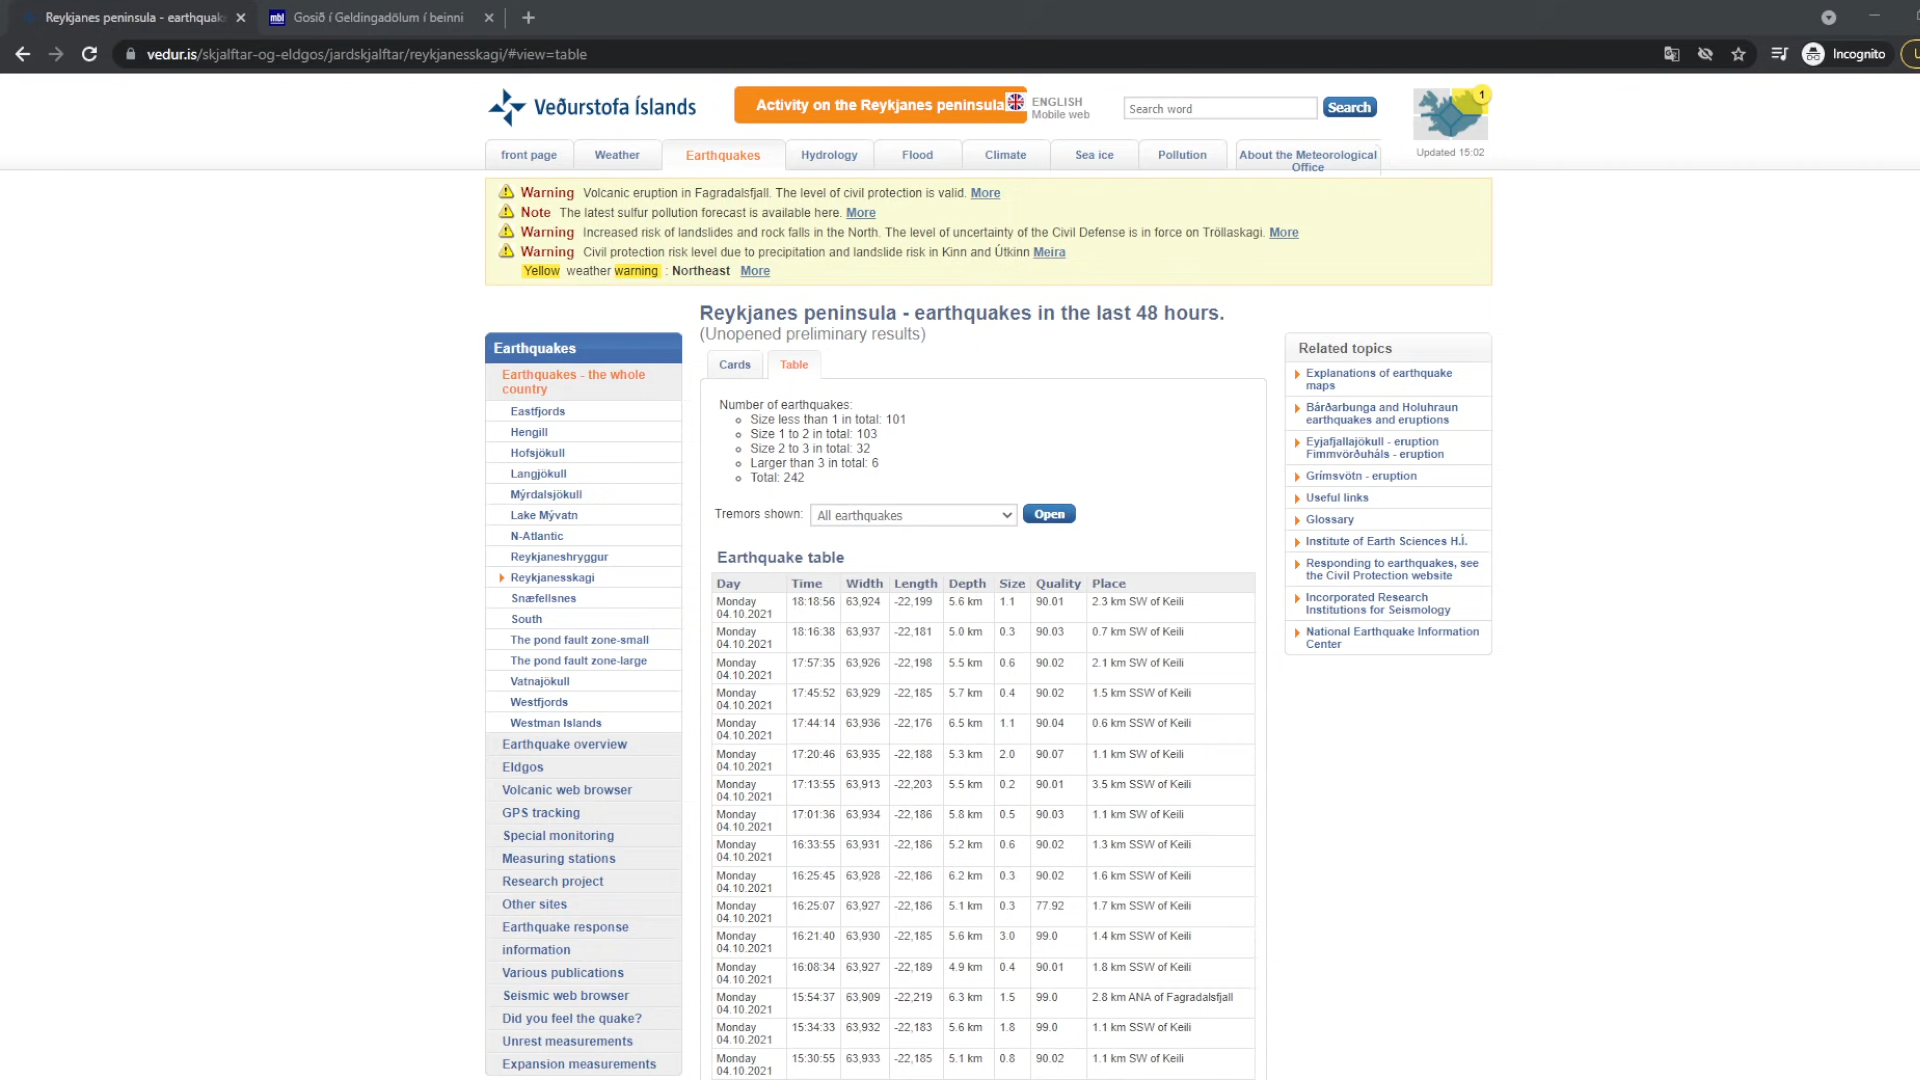 Reykjanes peninsula - earthquak
mbl Gosið í Geldingadölum í beinni
vedur.is/skjalftar-og-eldgos/jardskjalftar/reykjanesskagi/#view=table
Incognito
Veðurstofa Íslands
Activity on the Reykjanes peninsula
ENGLISH
Mobile web
Search word
Search
1
Updated 15:02
front page Weather Earthquakes Hydrology Flood Climate Sea ice Pollution About the Meteorological Office
Warning Volcanic eruption in Fagradalsfjall. The level of civil protection is valid. More
Note The latest sulfur pollution forecast is available here. More
Warning Increased risk of landslides and rock falls in the North. The level of uncertainty of the Civil Defense is in force on Tröllaskagi. More
Warning Civil protection risk level due to precipitation and landslide risk in Kinn and Útkinn Meira
Yellow weather warning : Northeast More
Earthquakes
Earthquakes - the whole
country
Eastfjords
Hengill
Hofsjökull
Langjökull
Mýrdalsjökull
Lake Mývatn
N-Atlantic
Reykjaneshryggur
Reykjanesskagi
Snæfellsnes
South
The pond fault zone-small
The pond fault zone-large
Vatnajökull
Westfjords
Westman Islands
Earthquake overview
Eldgos
Volcanic web browser
GPS tracking
Special monitoring
Measuring stations
Research project
Other sites
Earthquake response
information
Various publications
Seismic web browser
Did you feel the quake?
Unrest measurements
Expansion measurements
Reykjanes peninsula - earthquakes in the last 48 hours.
(Unopened preliminary results)
Cards Table
Number of earthquakes:
Size less than 1 in total: 101
Size 1 to 2 in total: 103
Size 2 to 3 in total: 32
Larger than 3 in total: 6
Total: 242
Tremors shown: All earthquakes Open
Earthquake table
Day Time Width Length Depth Size Quality Place
Monday 04.10.2021 18:18:56 63,924 -22,199 5.6 km 1.1 90.01 2.3 km SW of Keili
Monday 04.10.2021 18:16:38 63,937 -22,181 5.0 km 0.3 90.03 0.7 km SW of Keili
Monday 04.10.2021 17:57:35 63,926 -22,198 5.5 km 0.6 90.02 2.1 km SW of Keili
Monday 04.10.2021 17:45:52 63,929 -22,185 5.7 km 0.4 90.02 1.5 km SSW of Keili
Monday 04.10.2021 17:44:14 63,936 -22,176 6.5 km 1.1 90.04 0.6 km SSW of Keili
Monday 04.10.2021 17:20:46 63,935 -22,188 5.3 km 2.0 90.07 1.1 km SW of Keili
Monday 04.10.2021 17:13:55 63,913 -22,203 5.5 km 0.2 90.01 3.5 km SSW of Keili
Monday 04.10.2021 17:01:36 63,934 -22,186 5.8 km 0.5 90.03 1.1 km SW of Keili
Monday 04.10.2021 16:33:55 63,931 -22,186 5.2 km 0.6 90.02 1.3 km SSW of Keili
Monday 04.10.2021 16:25:45 63,928 -22,186 6.2 km 0.3 90.02 1.6 km SSW of Keili
Monday 04.10.2021 16:25:07 63,927 -22,186 5.1 km 0.3 77.92 1.7 km SSW of Keili
Monday 04.10.2021 16:21:40 63,930 -22,185 5.6 km 3.0 99.0 1.4 km SSW of Keili
Monday 04.10.2021 16:08:34 63,927 -22,189 4.9 km 0.4 90.01 1.8 km SSW of Keili
Monday 04.10.2021 15:54:37 63,909 -22,219 6.3 km 1.5 99.0 2.8 km ANA of Fagradalsfjall
Monday 04.10.2021 15:34:33 63,932 -22,183 5.6 km 1.8 99.0 1.1 km SSW of Keili
Monday 04.10.2021 15:30:55 63,933 -22,185 5.1 km 0.8 90.02 1.1 km SW of Keili
Related topics
Explanations of earthquake
maps
Bárðarbunga and Holuhraun
earthquakes and eruptions
Eyjafjallajökull - eruption
Fimmvörðuháls - eruption
Grímsvötn - eruption
Useful links
Glossary
Institute of Earth Sciences H.Í.
Responding to earthquakes, see
the Civil Protection website
Incorporated Research
Institutions for Seismology
National Earthquake Information
Center